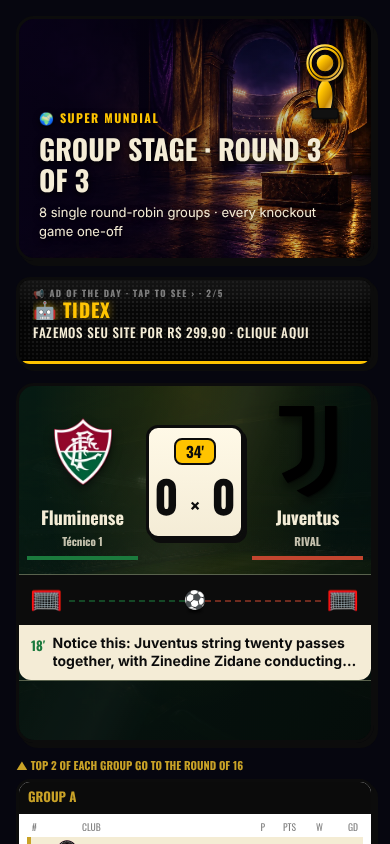 🌍 SUPER MUNDIAL
GROUP STAGE · ROUND 3
OF 3
8 single round-robin groups · every knockout
game one-off
📢 AD OF THE DAY · TAP TO SEE › · 2/5
🤖 TIDEX
FAZEMOS SEU SITE POR R$ 299,90 · CLIQUE AQUI
34'
0 × 0
Fluminense
Juventus
Técnico 1
RIVAL
18' Notice this: Juventus string twenty passes
together, with Zinedine Zidane conducting...
▲ TOP 2 OF EACH GROUP GO TO THE ROUND OF 16
GROUP A
# CLUB P PTS W GD